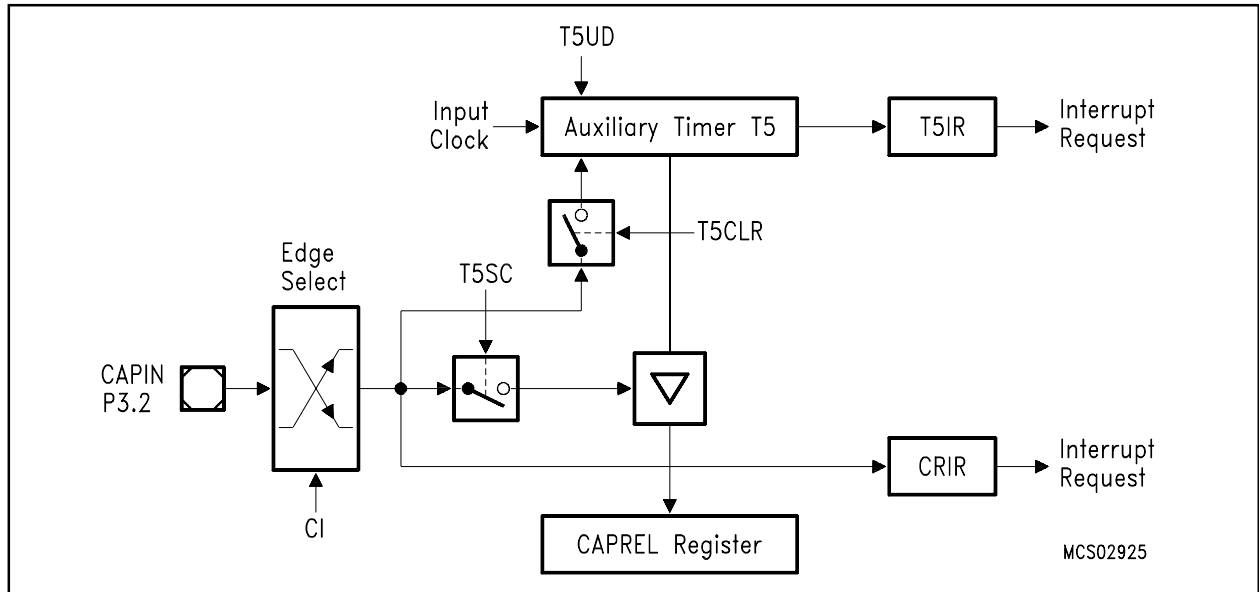 T5UD
Input
Clock
Auxiliary Timer T5
T5IR
Interrupt
Request
T5CLR
Edge
Select
T5SC
CAPIN
P3.2
CRIR
Interrupt
Request
CI
CAPREL Register
MCS02925